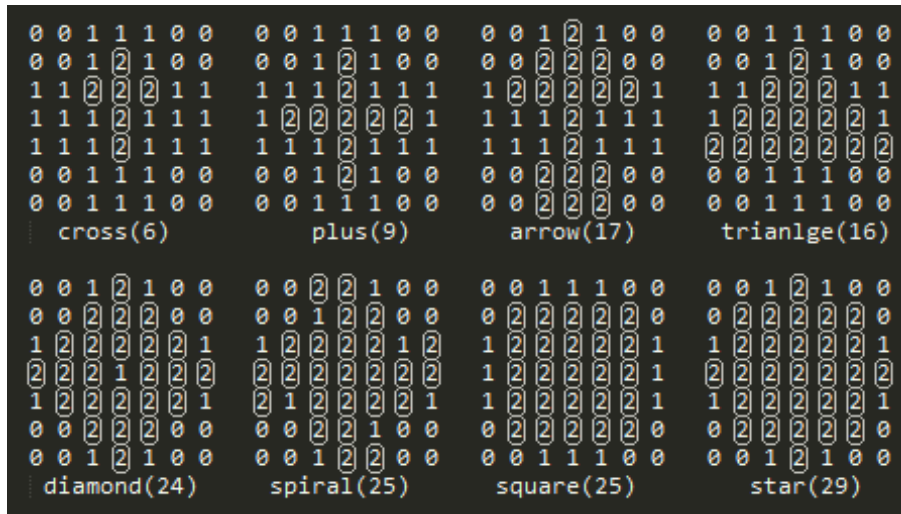 0 0 1 1 1 0 0 0 0 1 1 1 0 0 0 0 1 2 1 0 0 0 0 1 1 1 0 0
0 0 1 2 1 0 0 0 0 1 2 1 0 0 0 0 2 2 2 0 0 0 0 1 2 1 0 0
1 1 2 2 2 1 1 1 1 1 2 1 1 1 1 2 2 2 2 2 1 1 1 2 2 2 1 1
1 1 1 2 1 1 1 1 2 2 2 2 2 1 1 1 1 2 1 1 1 1 2 2 2 2 2 1
1 1 1 2 1 1 1 1 1 1 2 1 1 1 1 1 1 2 1 1 1 2 2 2 2 2 2 2
0 0 1 1 1 0 0 0 0 1 2 1 0 0 0 0 2 2 2 0 0 0 0 1 1 1 0 0
0 0 1 1 1 0 0 0 0 1 1 1 0 0 0 0 2 2 2 0 0 0 0 1 1 1 0 0
cross(6) plus(9) arrow(17) trianlge(16)
0 0 1 2 1 0 0 0 0 2 2 1 0 0 0 0 1 1 1 0 0 0 0 1 2 1 0 0
0 0 2 2 2 0 0 0 0 1 2 2 0 0 0 2 2 2 2 2 0 0 2 2 2 2 2 0
1 2 2 2 2 2 1 1 2 2 2 2 1 2 1 2 2 2 2 2 1 1 2 2 2 2 2 1
2 2 2 1 2 2 2 2 2 2 2 2 2 2 1 2 2 2 2 2 1 2 2 2 2 2 2 2
1 2 2 2 2 2 1 2 1 2 2 2 2 1 1 2 2 2 2 2 1 1 2 2 2 2 2 1
0 0 2 2 2 0 0 0 0 2 2 1 0 0 0 2 2 2 2 2 0 0 2 2 2 2 2 0
0 0 1 2 1 0 0 0 0 1 2 2 0 0 0 0 1 1 1 0 0 0 0 1 2 1 0 0
diamond(24) spiral(25) square(25) star(29)